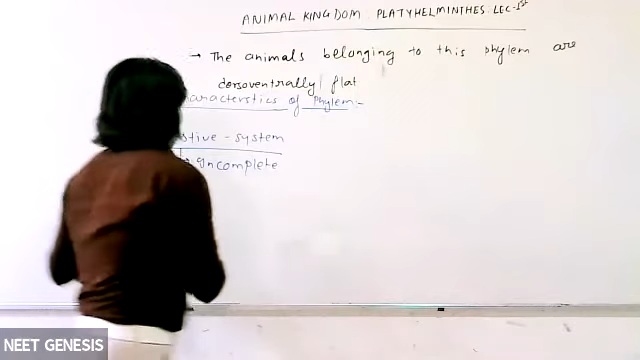 ANIMAL KINGDOM PLATYHELMINTHES LEC-1st
→ The animals belonging to this phylem are
dorsoventrally flat
of Phylem:-
- system
Incomplete
NEET GENESIS